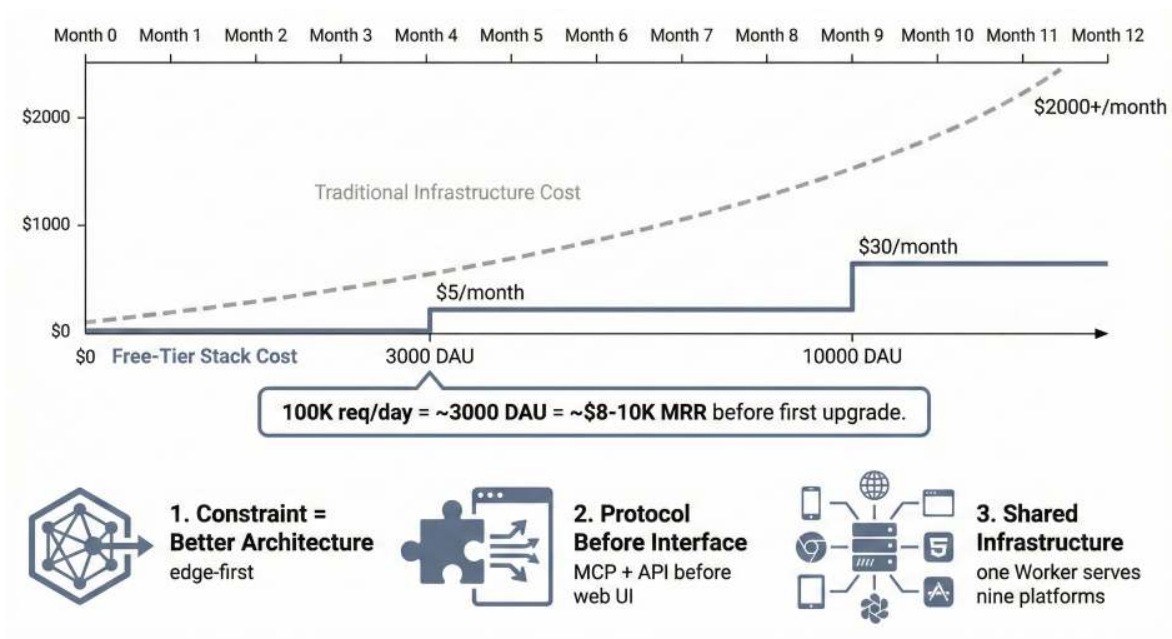 Month 0 Month 1 Month 2 Month 3 Month 4 Month 5 Month 6 Month 7 Month 8 Month 9 Month 10 Month 11 Month 12
$2000
$2000+/month
Traditional Infrastructure Cost
$1000
$30/month
$5/month
$0
$0 Free-Tier Stack Cost 3000 DAU 10000 DAU
100K req/day = ~3000 DAU = ~$8-10K MRR before first upgrade.
1. Constraint =
Better Architecture
edge-first
2. Protocol
Before Interface
MCP + API before
web UI
5
3. Shared
Infrastructure
one Worker serves
nine platforms